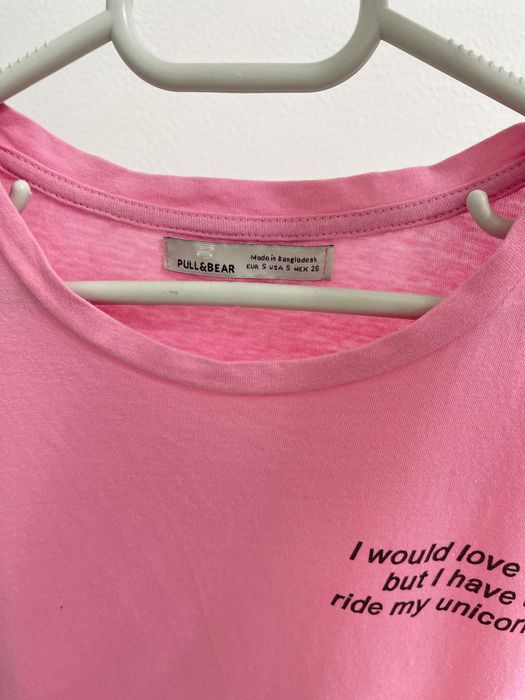 PULL&BEAR
Made in Bangladesh
EUR S USA S MEX 26
I would love
but I have
ride my unicorn